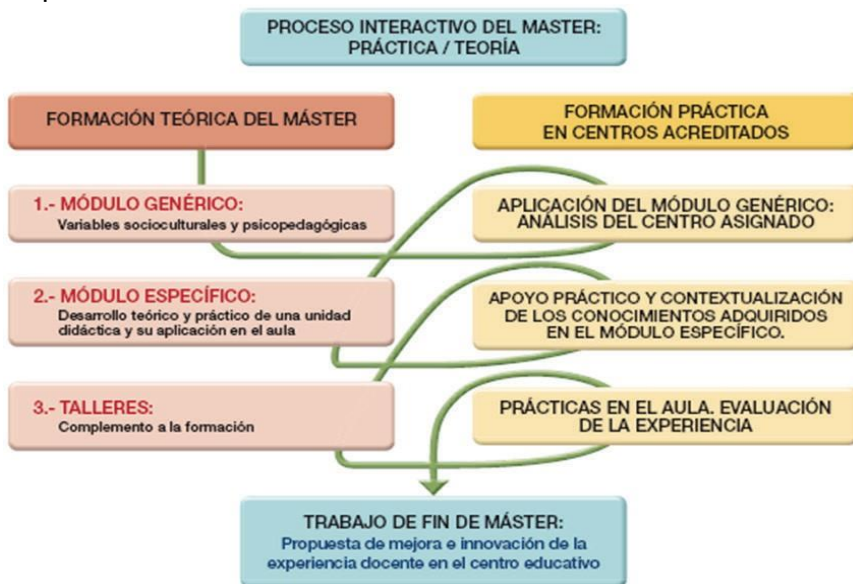 PROCESO INTERACTIVO DEL MASTER:
PRÁCTICA / TEORÍA
FORMACIÓN TEÓRICA DEL MÁSTER
FORMACIÓN PRÁCTICA
EN CENTROS ACREDITADOS
1.- MÓDULO GENÉRICO:
Variables socioculturales y psicopedagógicas
APLICACIÓN DEL MÓDULO GENÉRICO:
ANÁLISIS DEL CENTRO ASIGNADO
2.- MÓDULO ESPECÍFICO:
Desarrollo teórico y práctico de una unidad
didáctica y su aplicación en el aula
APOYO PRÁCTICO Y CONTEXTUALIZACIÓN
DE LOS CONOCIMIENTOS ADQUIRIDOS
EN EL MÓDULO ESPECÍFICO.
3.- TALLERES:
Complemento a la formación
PRÁCTICAS EN EL AULA. EVALUACIÓN
DE LA EXPERIENCIA
TRABAJO DE FIN DE MÁSTER:
Propuesta de mejora e innovación de la
experiencia docente en el centro educativo